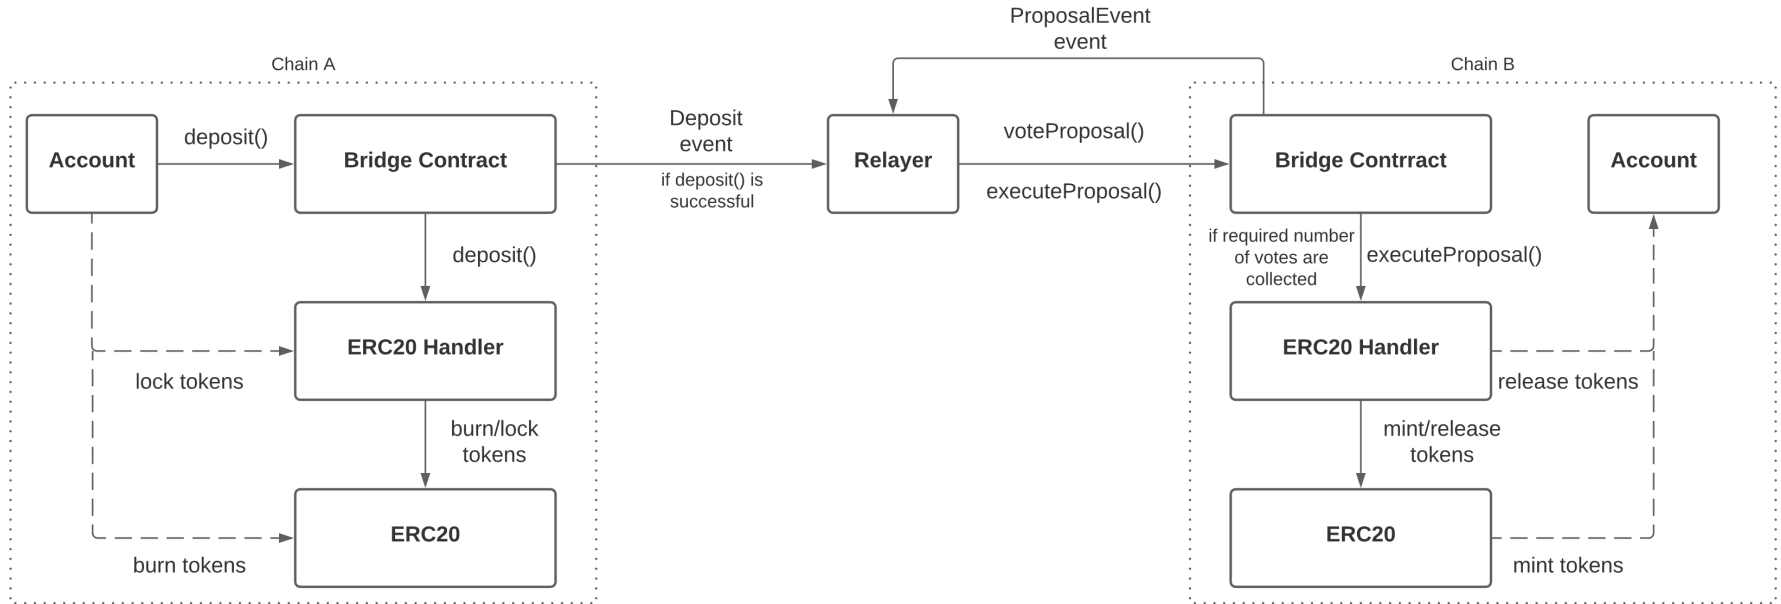 ProposalEvent
event
Chain A
Chain B
Account
deposit()
Bridge Contract
Deposit
event
if deposit() is
successful
Relayer
voteProposal()
executeProposal()
Bridge Contrract
Account
deposit()
if required number
of votes are
collected
executeProposal()
ERC20 Handler
lock tokens
ERC20 Handler
release tokens
burn/lock
tokens
mint/release
tokens
ERC20
burn tokens
ERC20
mint tokens